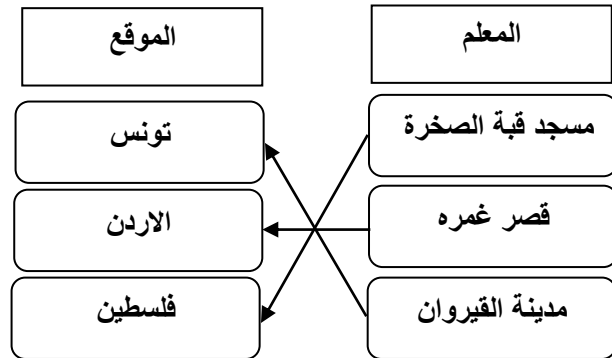 المعلم
الموقع
مسجد قبة الصخرة
تونس
قصر غمره
الاردن
مدينة القيروان
فلسطين